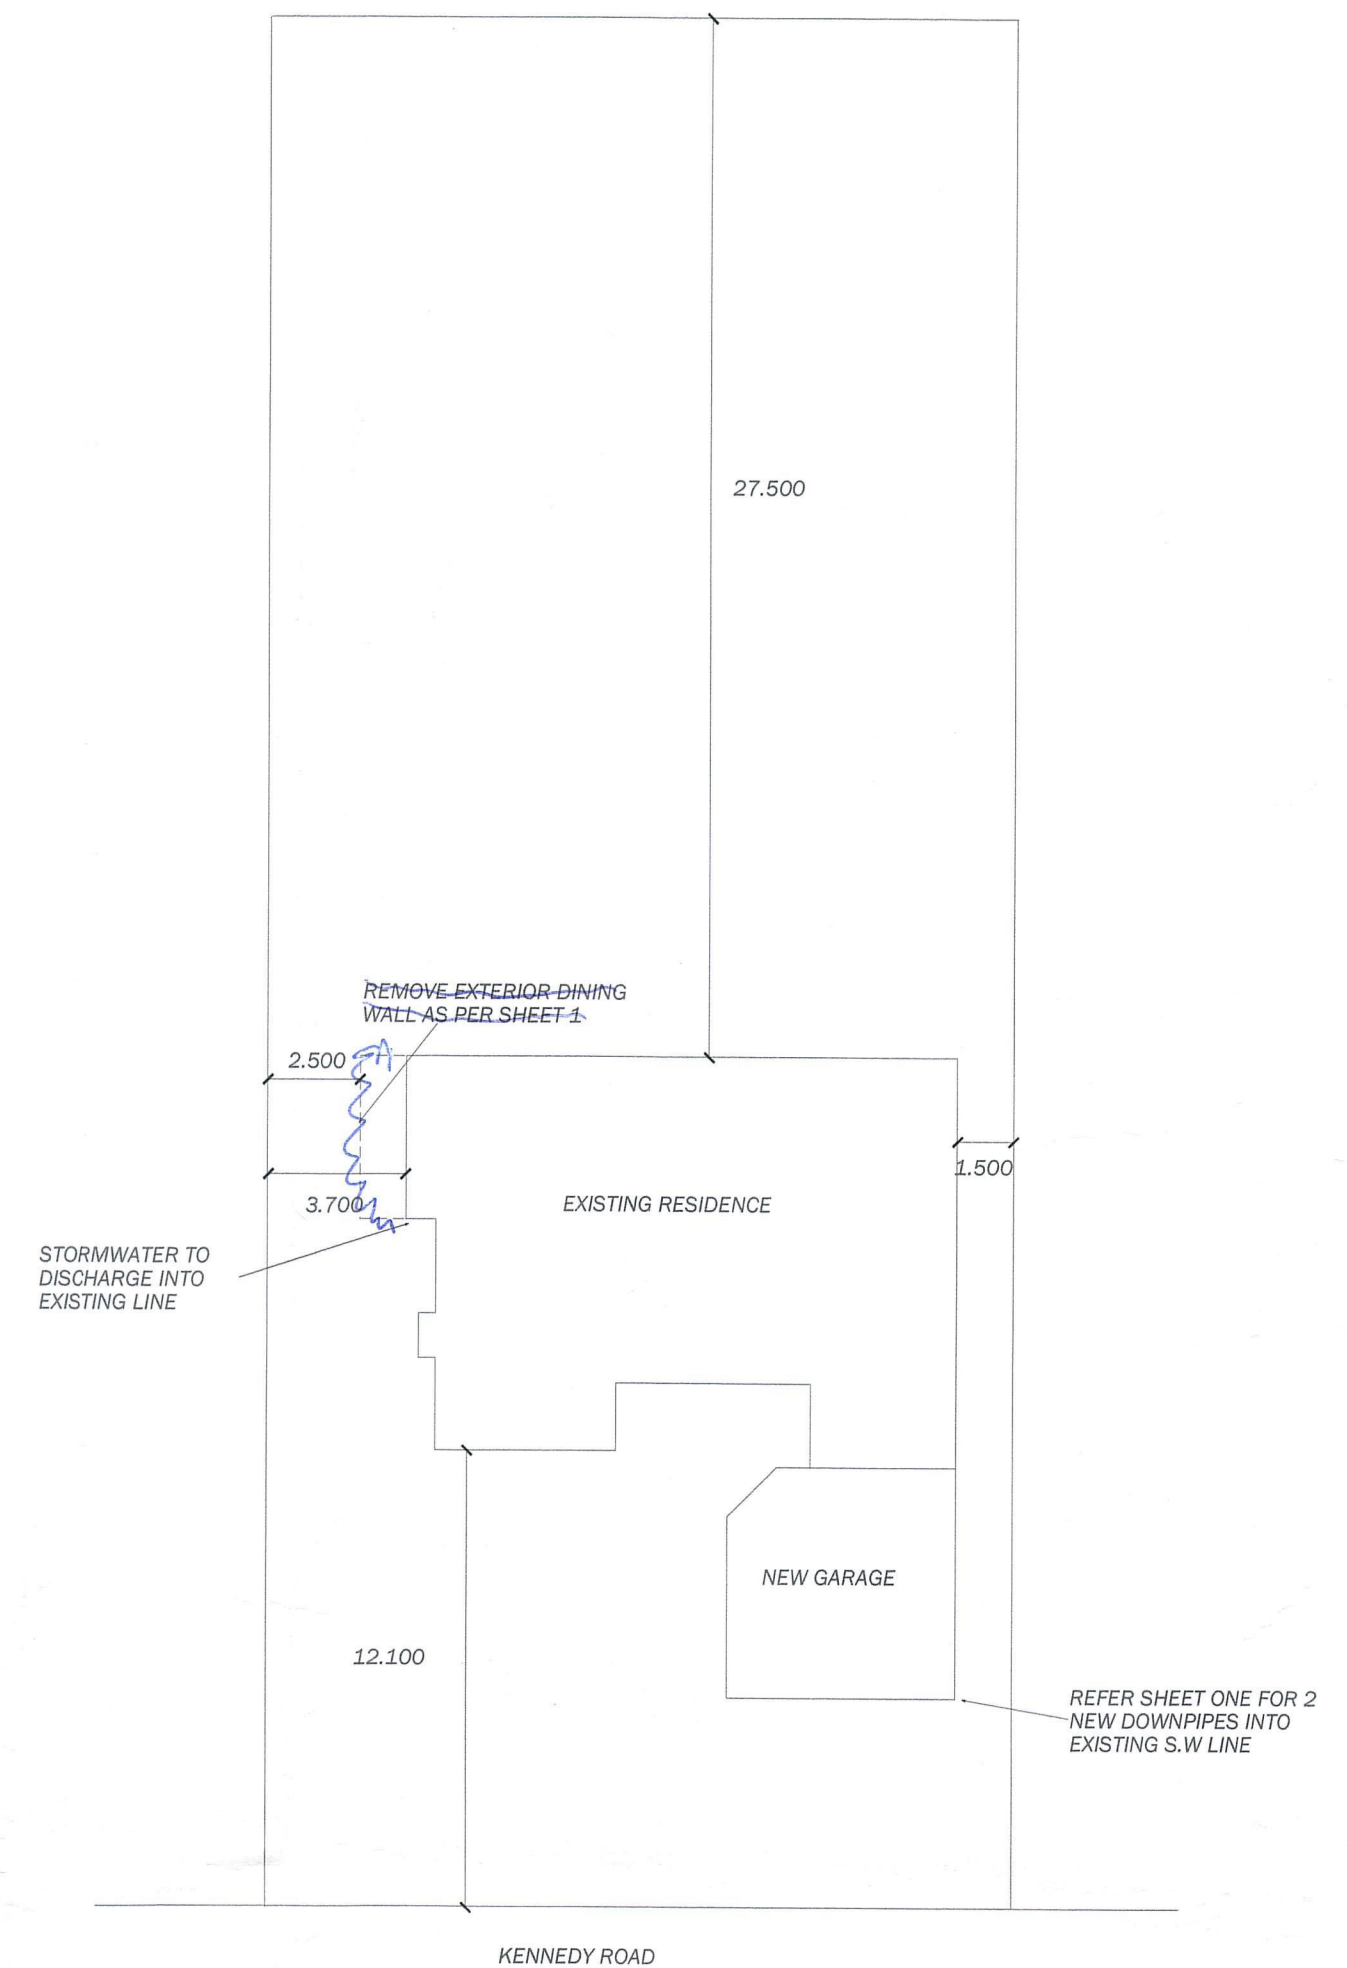 27.500
REMOVE EXTERIOR DINING
WALL AS PER SHEET 1
A
2.500
1.500
3.700
EXISTING RESIDENCE
STORMWATER TO
DISCHARGE INTO
EXISTING LINE
NEW GARAGE
12.100
REFER SHEET ONE FOR 2
NEW DOWNPIPES INTO
EXISTING S.W LINE
KENNEDY ROAD